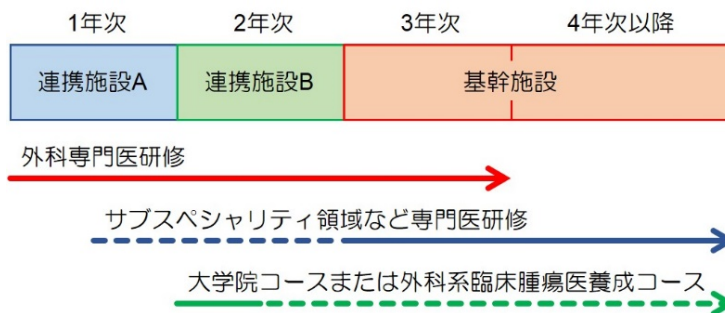 1年次 2年次 3年次 4年次以降
連携施設A 連携施設B 基幹施設
外科専門医研修
サブスペシャリティ領域など専門医研修
大学院コースまたは外科系臨床腫瘍医養成コース